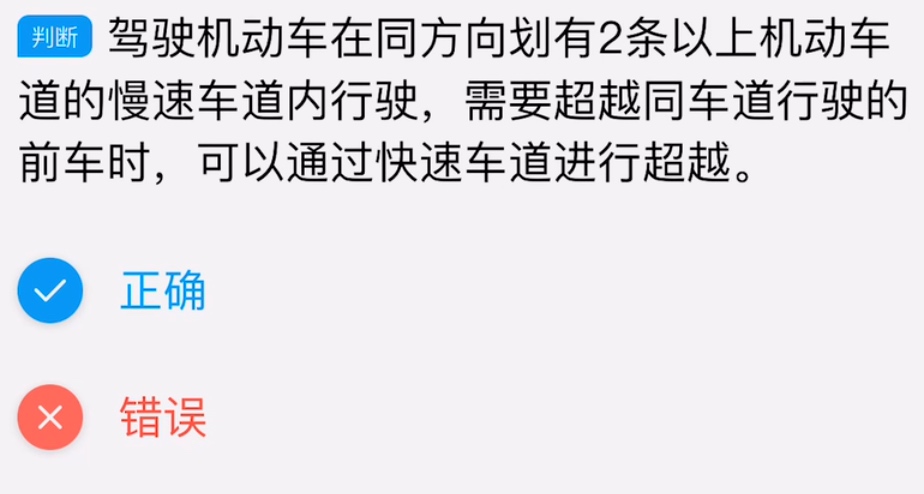 判断 驾驶机动车在同方向划有2条以上机动车
道的慢速车道内行驶，需要超越同车道行驶的
前车时，可以通过快速车道进行超越。
正确
错误